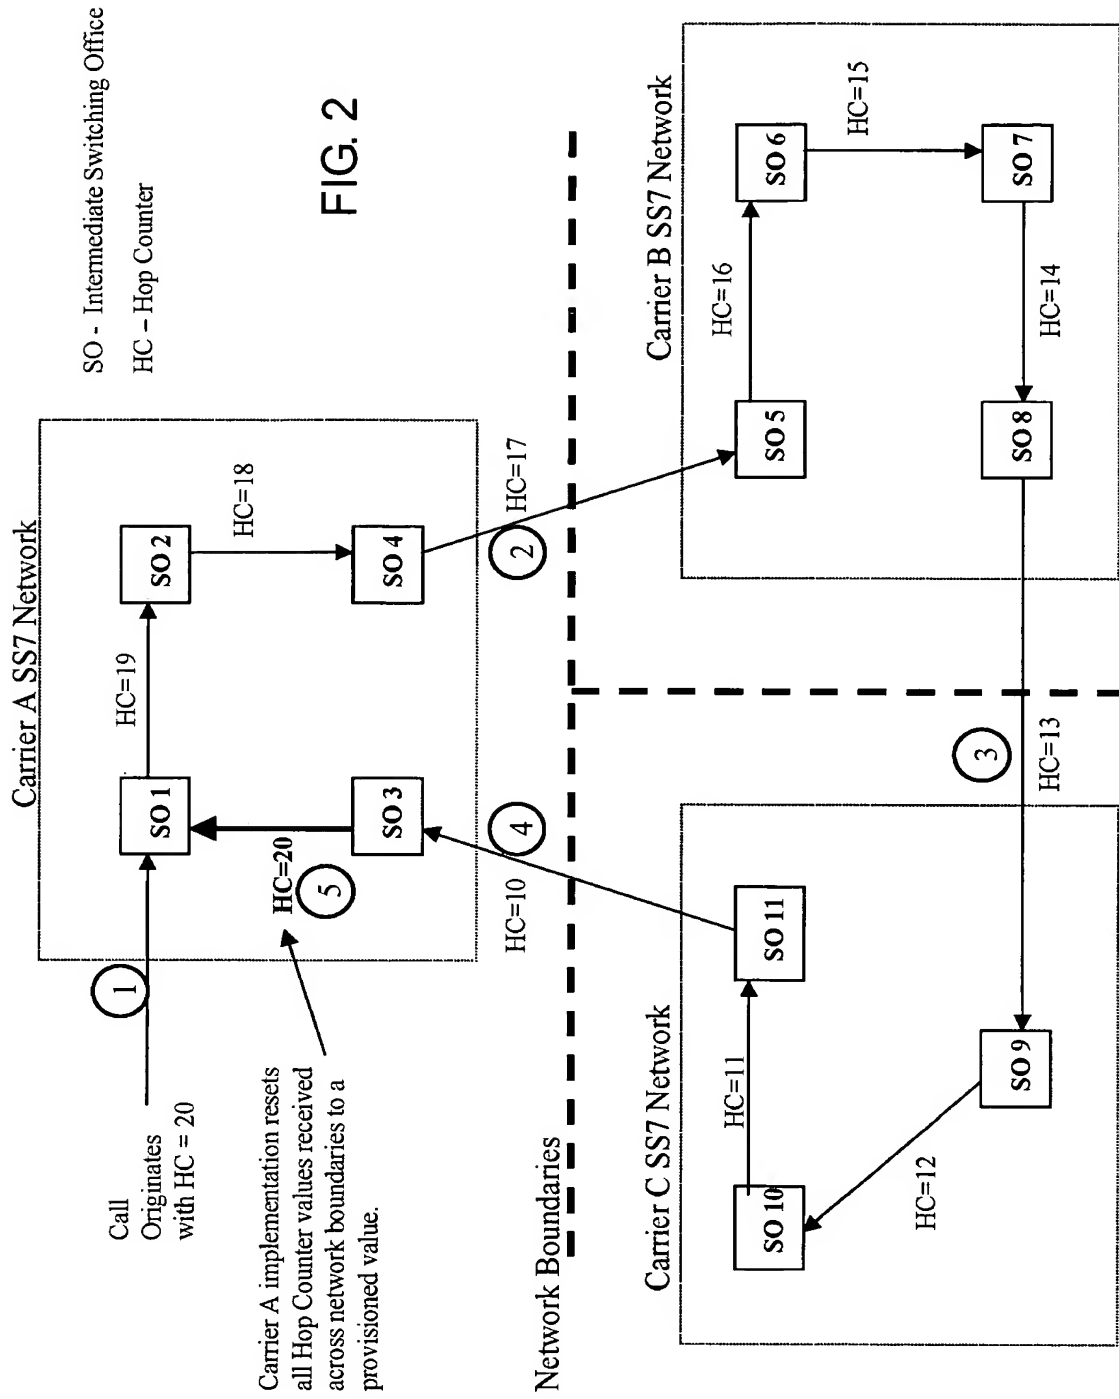 SO - Intermediate Switching Office
HC – Hop Counter
FIG. 2
Carrier A SS7 Network
1
Call
Originates
with HC = 20
SO 1
HC=19
SO 2
HC=18
SO 4
HC=20
5
SO 3
Carrier A implementation resets
all Hop Counter values received
across network boundaries to a
provisioned value.
4
HC=10
2
HC=17
Network Boundaries
Carrier C SS7 Network
SO 10
HC=11
SO 11
HC=12
SO 9
3
HC=13
Carrier B SS7 Network
SO 5
HC=16
SO 6
HC=15
SO 8
HC=14
SO 7